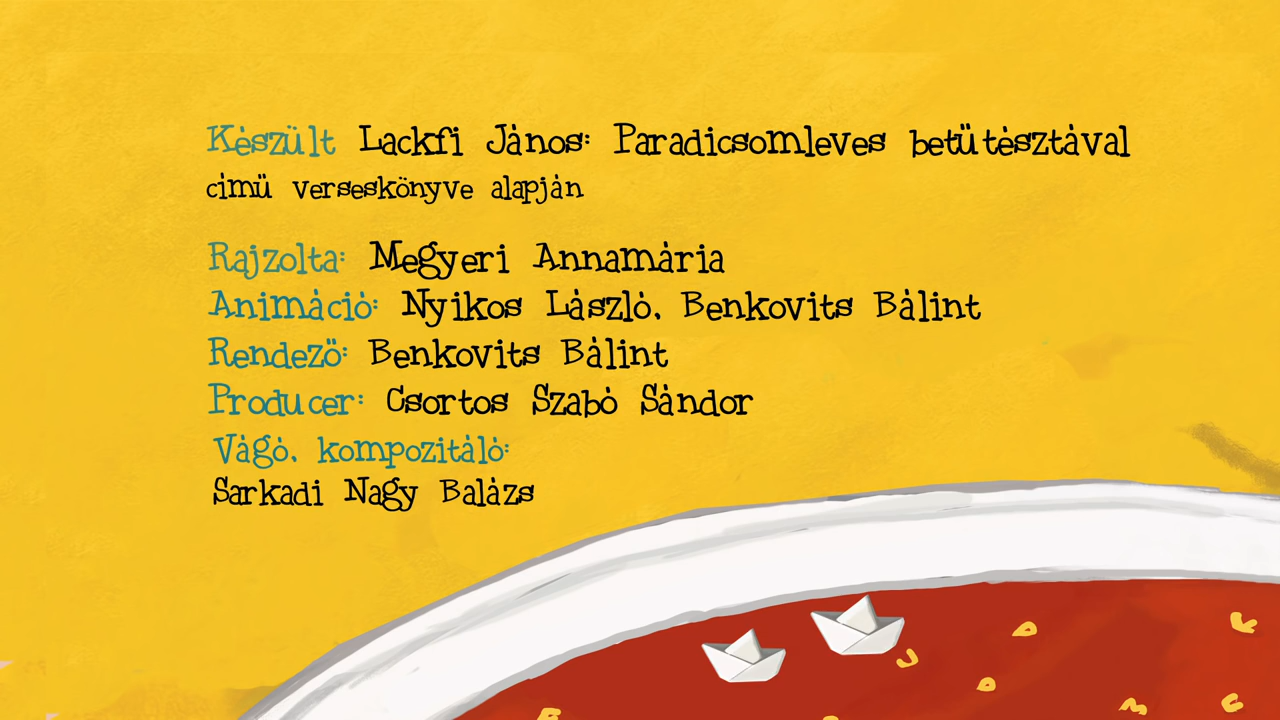 Készült Lackfi János: Paradicsomleves betűtésztával
című verseskönyve alapján
Rajzolta: Megyeri Annamária
Animáció: Nyikos László, Benkovits Bálint
Rendező: Benkovits Bálint
Producer: Csortos Szabó Sándor
Vágó, kompozitáló:
Sarkadi Nagy Balázs